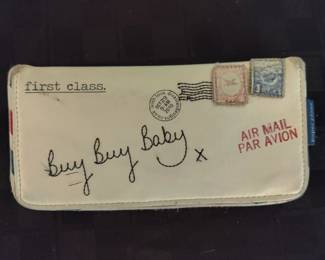 first class.
Buy Buy Baby
x
AIR MAIL
PAR AVION